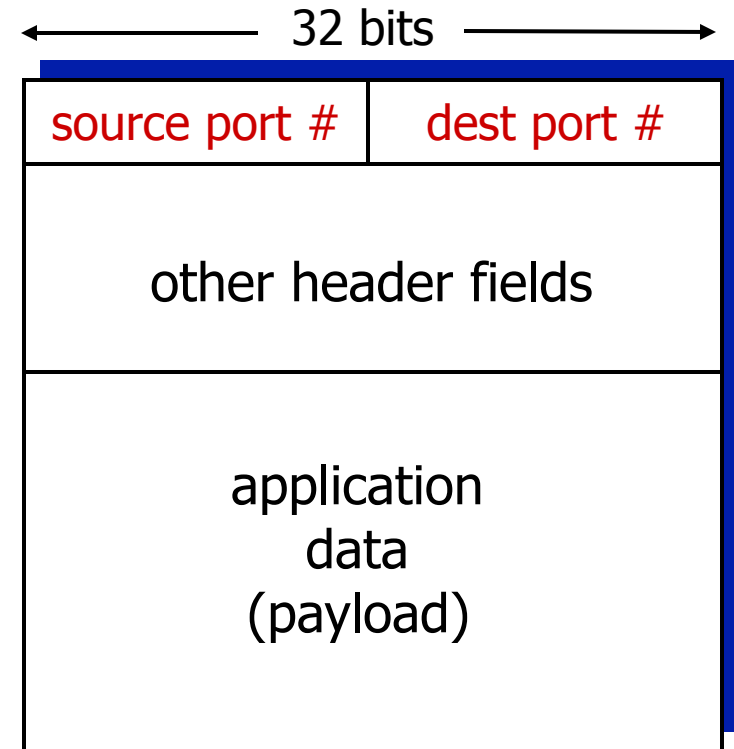 32 bits
source port #
dest port #
other header fields
application
data
(payload)